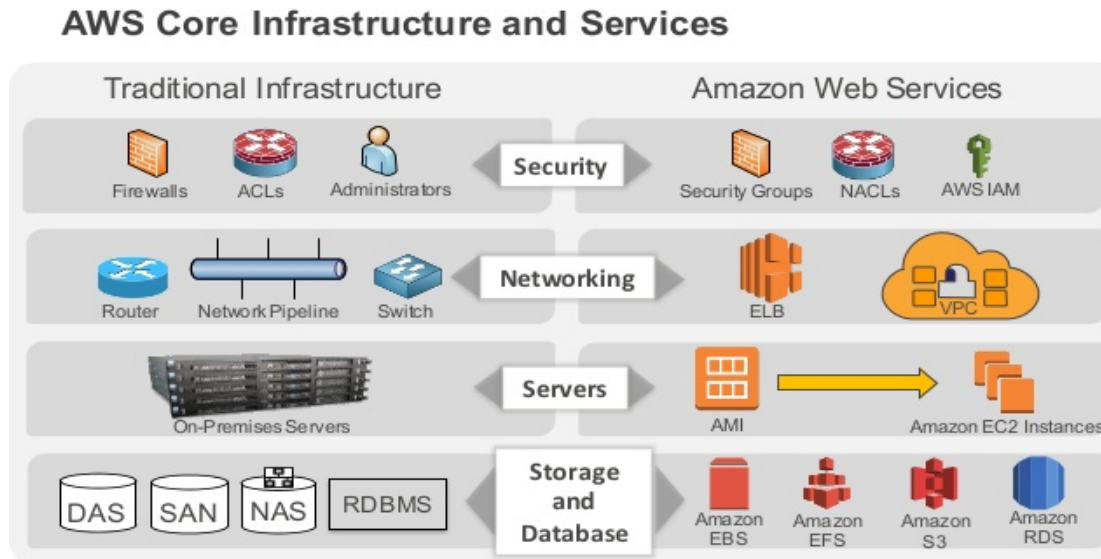 AWS Core Infrastructure and Services
Traditional Infrastructure
Amazon Web Services
Firewalls
ACLs
Administrators
Security
Security Groups
NACLs
AWS IAM
Router
Network Pipeline
Switch
Networking
ELB
VPC
On-Premises Servers
Servers
AMI
Amazon EC2 Instances
DAS
SAN
NAS
RDBMS
Storage
and
Database
Amazon
EBS
Amazon
EFS
Amazon
S3
Amazon
RDS